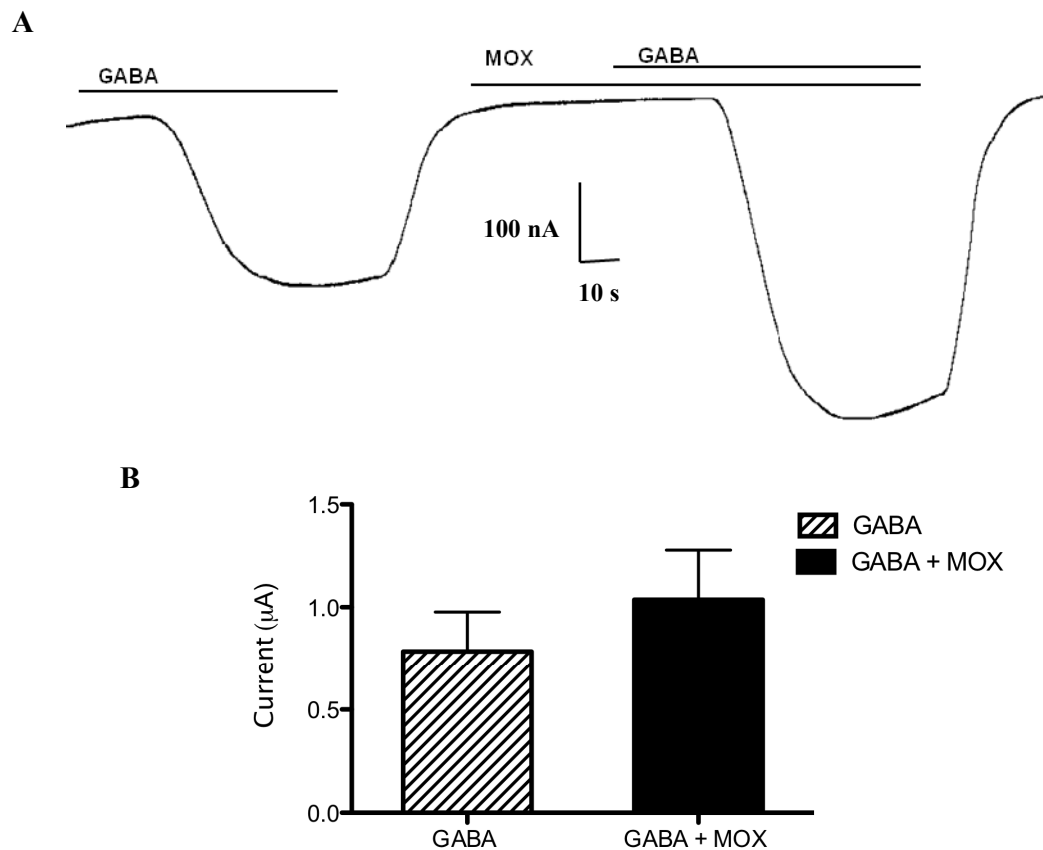 A
GABA
MOX
GABA
100 nA
10 s
B
1.5
1.0
0.5
0.0
Current (µA)
GABA
GABA + MOX
GABA
GABA + MOX